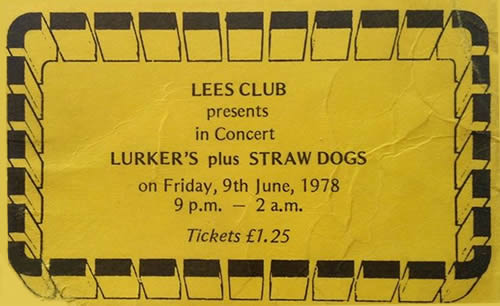 LEES CLUB
presents
in Concert
LURKER'S plus STRAW DOGS
on Friday, 9th June, 1978
9 p.m. — 2 a.m.
Tickets £1.25